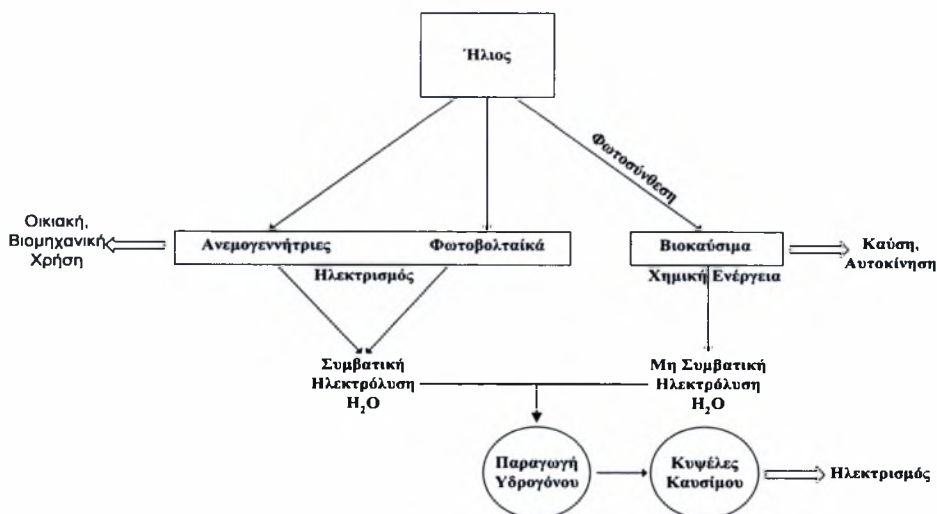 Ήλιος
Φωτοσύνθεση
Οικιακή,
Βιομηχανική
Χρήση
Ανεμογεννήτριες
Φωτοβολταίκά
Βιοκαύσιμα
Καύση,
Αυτοκίνηση
Ηλεκτρισμός
Χημική Ενέργεια
Συμβατική
Ηλεκτρόλυση
H₂O
Μη Συμβατική
Ηλεκτρόλυση
H₂O
Παραγωγή
Υδρογόνου
Κυψέλες
Καυσίμου
Ηλεκτρισμός